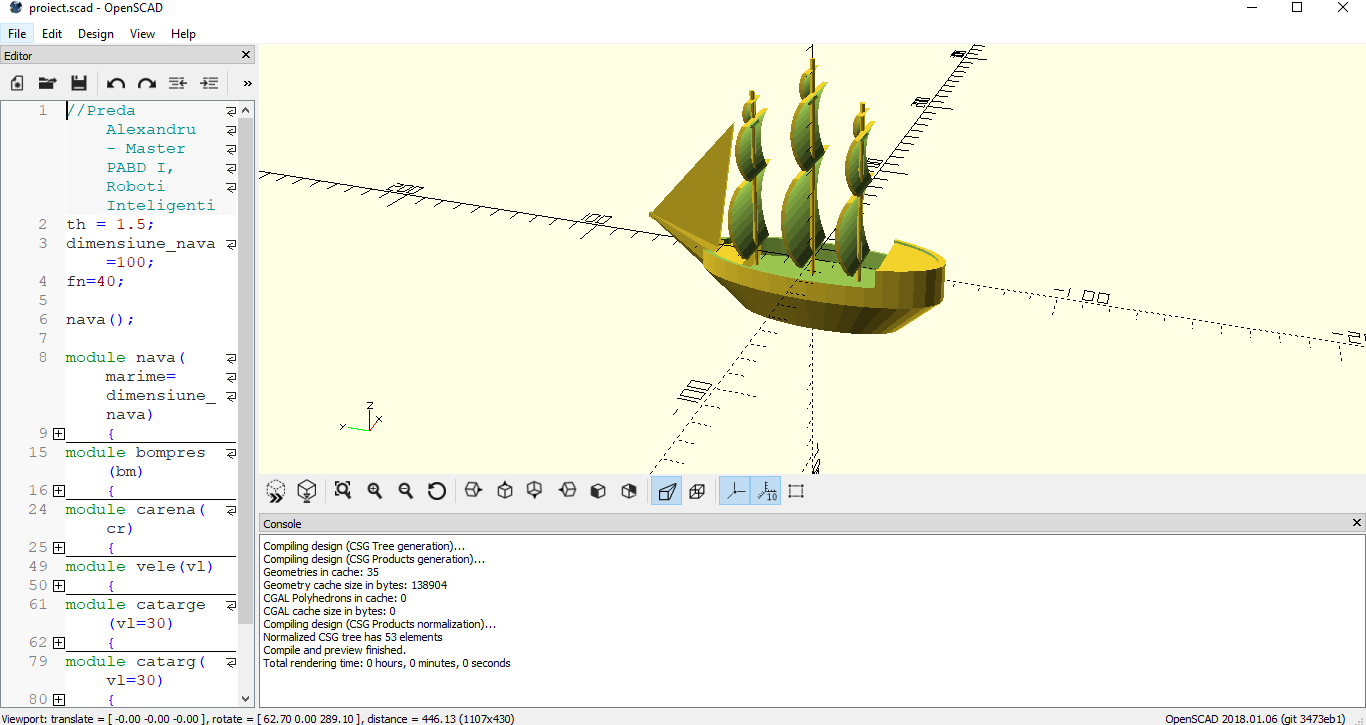 proiect.scad - OpenSCAD
File Edit Design View Help
Editor
1 //Preda
Alexandru
- Master
PABD I,
Roboti
Inteligenti
2 th = 1.5;
3 dimensiune_nava
=100;
4 fn=40;
5
6 nava();
7
8 module nava(
marime=
dimensiune_
nava)
9 {
15 module bompres
(bm)
16 {
24 module carena(
cr)
25 {
49 module vele(vl)
50 {
61 module catarge
(vl=30)
62 {
79 module catarg(
vl=30)
80 {
Z
Y
X
10
Console
Compiling design (CSG Tree generation)...
Compiling design (CSG Products generation)...
Geometries in cache: 35
Geometry cache size in bytes: 138904
CGAL Polyhedrons in cache: 0
CGAL cache size in bytes: 0
Compiling design (CSG Products normalization)...
Normalized CSG tree has 53 elements
Compile and preview finished.
Total rendering time: 0 hours, 0 minutes, 0 seconds
Viewport: translate = [ -0.00 -0.00 -0.00 ], rotate = [ 62.70 0.00 289.10 ], distance = 446.13 (1107x430)
OpenSCAD 2018.01.06 (git 3473eb1)